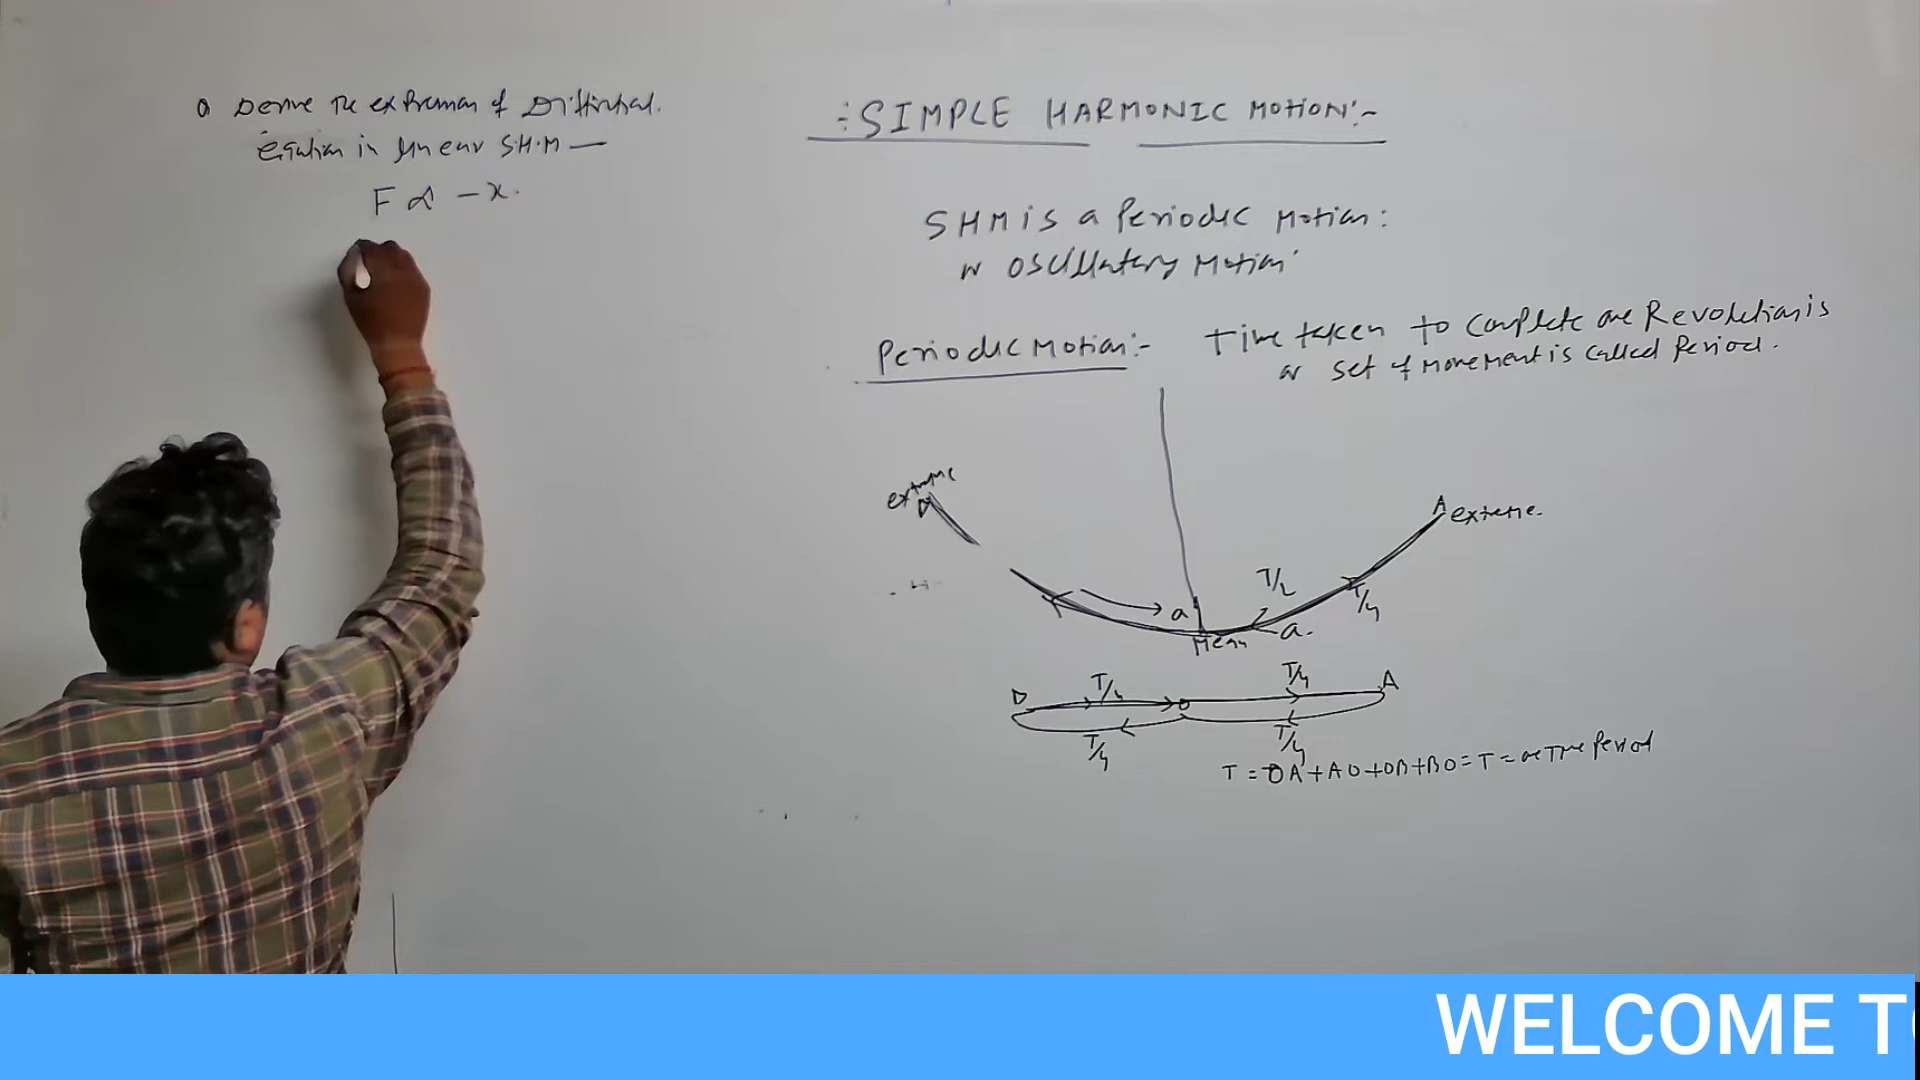 Q Derive the expression of Differential
equation in linear S.H.M —
F ∝ -x.
:-SIMPLE HARMONIC MOTION:-
SHM is a Periodic Motion:
or Oscillatory Motion
Periodic Motion:- Time taken to complete one Revolution is
or set of movement is called Period.
extreme
A extreme.
T/2
T/4
a
a.
Mean
B T/4 O T/4 A
T/4 T/4
T = OA + AO + OB + BO = T = one Time Period
WELCOME T